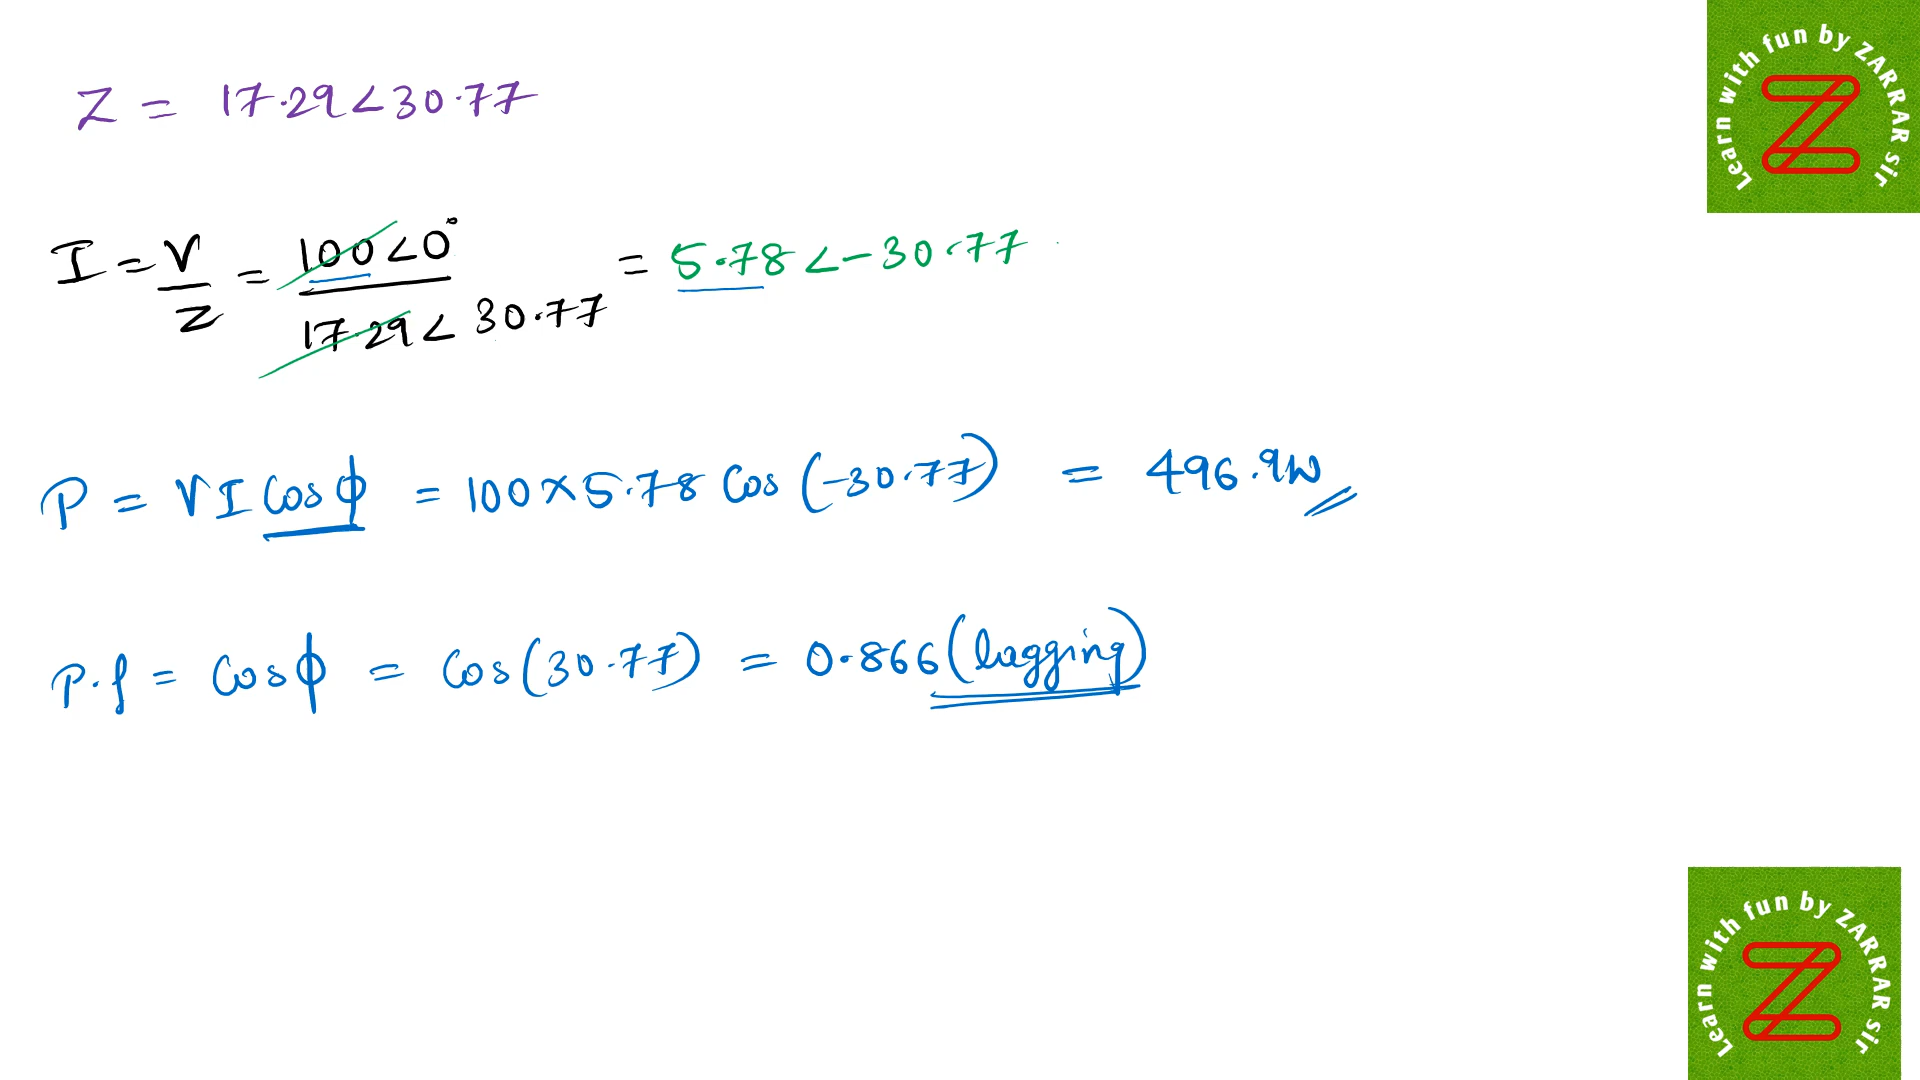 Z = 17.29<30.77
Learn with fun by ZARRAR sir
I = V/Z = 100<0°/17.29<30.77 = 5.78<-30.77
P = VI Cosϕ = 100×5.78 Cos(-30.77) = 496.9W
P.f = Cosϕ = Cos(30.77) = 0.866(lagging)
Learn with fun by ZARRAR sir